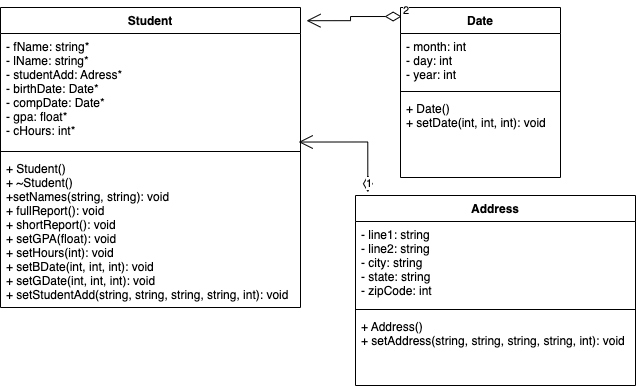 Student
- fName: string*
- lName: string*
- studentAdd: Adress*
- birthDate: Date*
- compDate: Date*
- gpa: float*
- cHours: int*
+ Student()
+ ~Student()
+setNames(string, string): void
+ fullReport(): void
+ shortReport(): void
+ setGPA(float): void
+ setHours(int): void
+ setBDate(int, int, int): void
+ setGDate(int, int, int): void
+ setStudentAdd(string, string, string, string, int): void
2
Date
- month: int
- day: int
- year: int
+ Date()
+ setDate(int, int, int): void
1
Address
- line1: string
- line2: string
- city: string
- state: string
- zipCode: int
+ Address()
+ setAddress(string, string, string, string, int): void